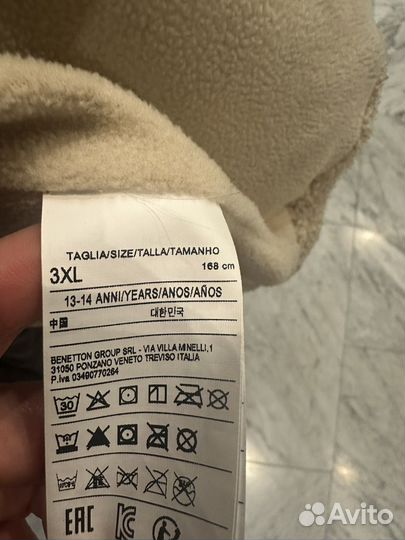 TAGLIA/SIZE/TALLA/TAMANHO
3XL 168 cm
13-14 ANNI/YEARS/ANOS/AÑOS
中国 대한민국
BENETTON GROUP SRL - VIA VILLA MINELLI, 1
31050 PONZANO VENETO TREVISO ITALIA
P.iva 03490770264
30
EAC
Avito